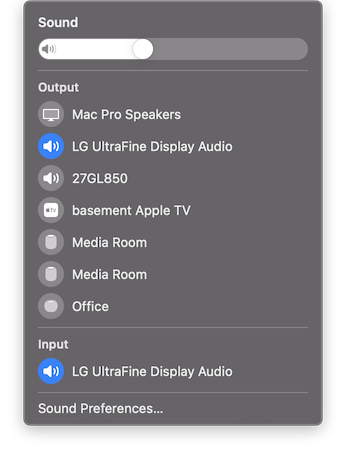 Sound
Output
Mac Pro Speakers
LG UltraFine Display Audio
27GL850
basement Apple TV
Media Room
Media Room
Office
Input
LG UltraFine Display Audio
Sound Preferences...